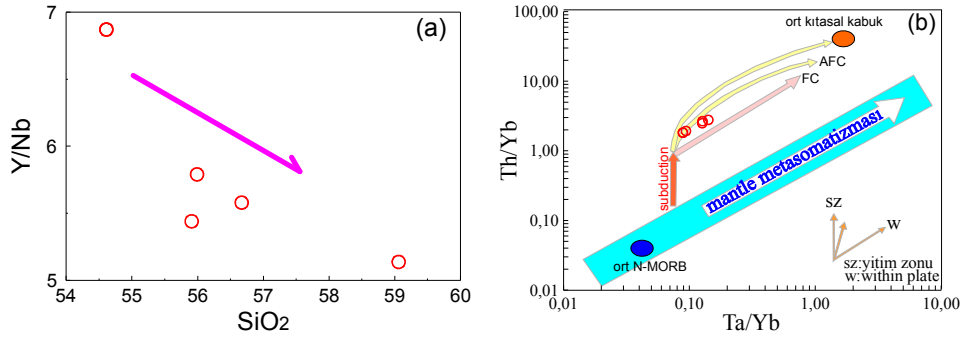 (a)
7
6
5
Y/Nb
54 55 56 57 58 59 60
SiO2
(b)
ort kıtasal kabuk
AFC
FC
100,00
10,00
1,00
0,10
0,01
Th/Yb
subduction
mantle metasomatizması
ort N-MORB
sz
w
sz:yitim zonu
w:within plate
0,01 0,10 1,00 10,00
Ta/Yb